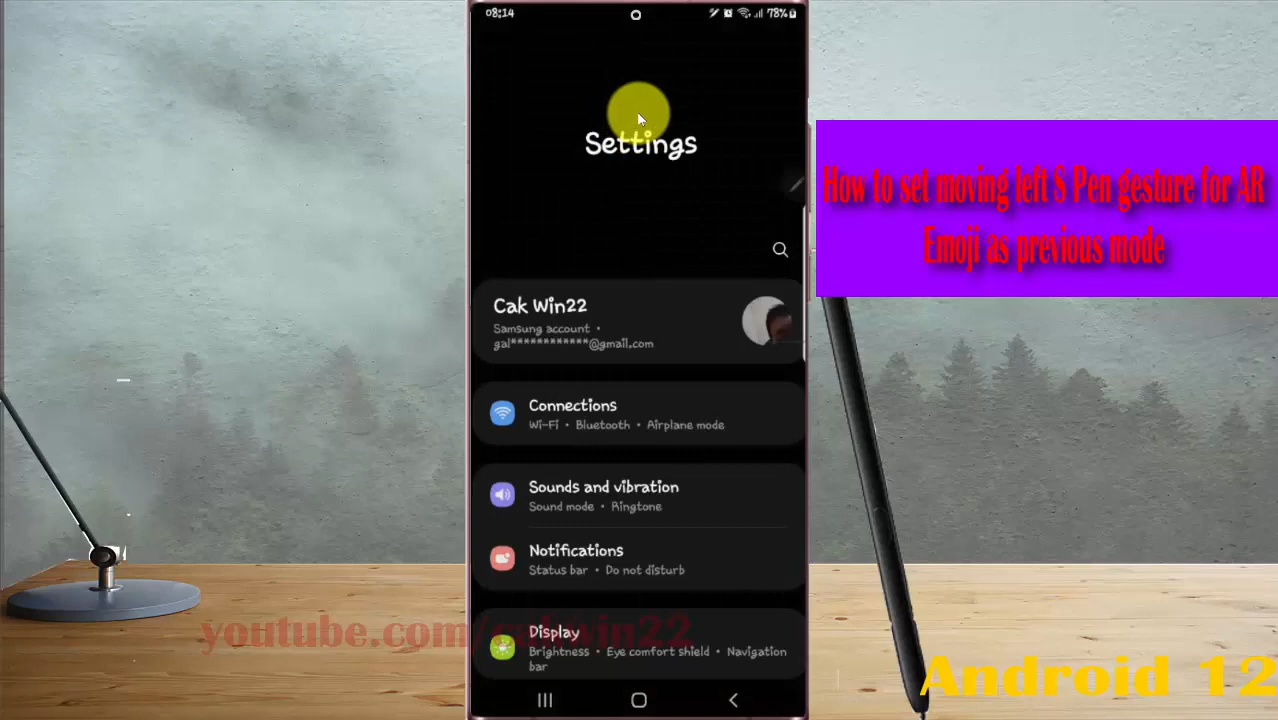 08:14
78%
Settings
Cak Win22
Samsung account •
gal************@gmail.com
Connections
Wi-Fi • Bluetooth • Airplane mode
Sounds and vibration
Sound mode • Ringtone
Notifications
Status bar • Do not disturb
Display
Brightness • Eye comfort shield • Navigation
bar
How to set moving left S Pen gesture for AR
Emoji as previous mode
youtube.com/cakwin22
Android 12